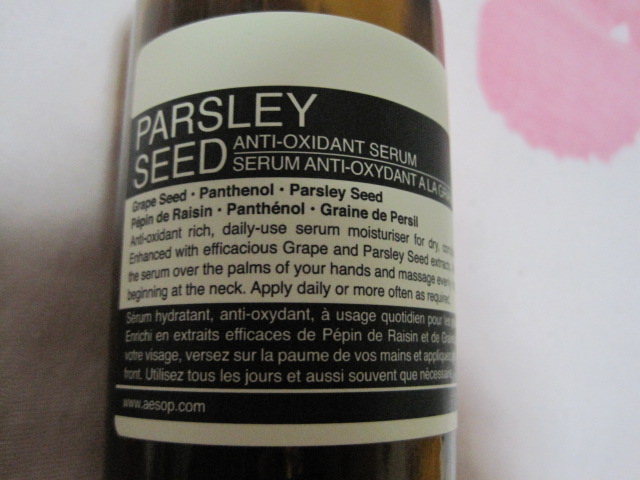 PARSLEY
SEED
ANTI-OXIDANT SERUM
SERUM ANTI-OXYDANT A LA
Grape Seed · Panthenol · Parsley Seed
Pépin de Raisin · Panthénol · Graine de Persil
Anti-oxidant rich, daily-use serum moisturiser for dry,
Enhanced with efficacious Grape and Parsley Seed extracts.
the serum over the palms of your hands and massage
beginning at the neck. Apply daily or more often as required.
Sérum hydratant, anti-oxydant, à usage quotidien pour les
Enrichi en extraits efficaces de Pépin de Raisin et de
votre visage, versez sur la paume de vos mains et appliquez
front. Utilisez tous les jours et aussi souvent que nécessaire.
www.aesop.com